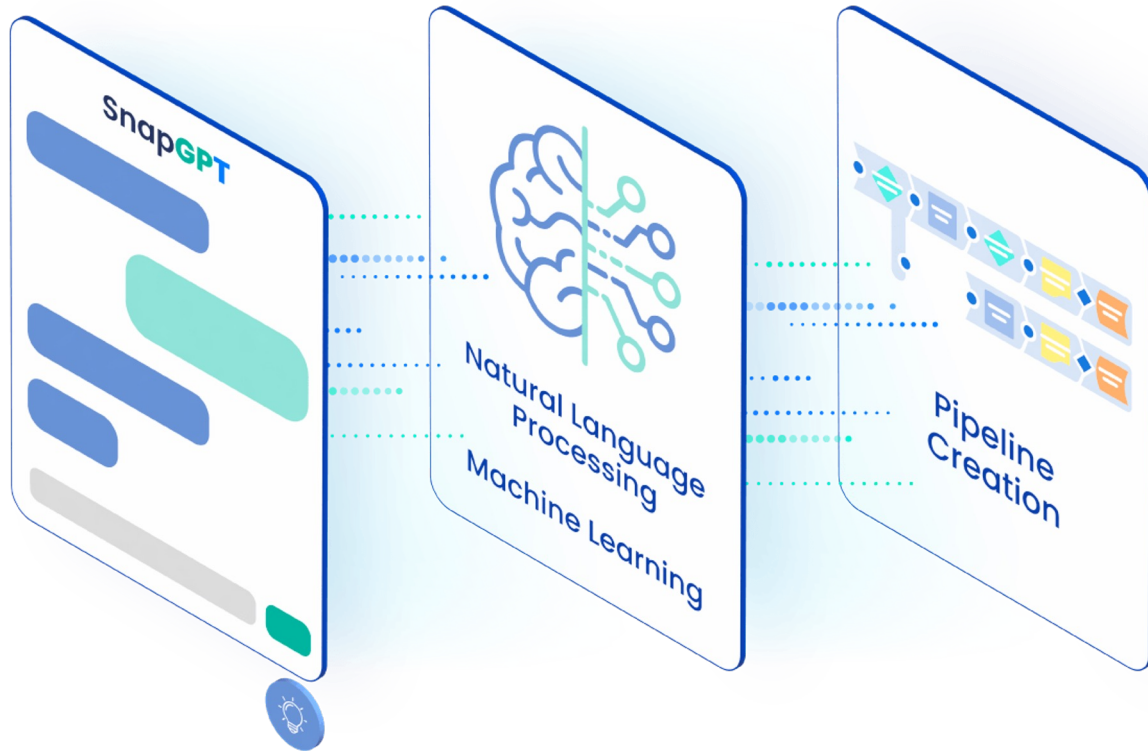 SnapGPT
Natural Language
Processing
Machine Learning
Pipeline
Creation